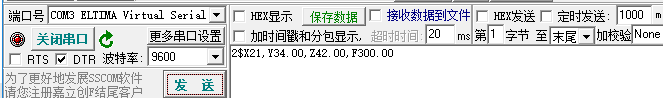 端口号 COM3 ELTIMA Virtual Serial HEX显示 保存数据 接收数据到文件 HEX发送 定时发送: 1000 m
关闭串口 更多串口设置 加时间戳和分包显示, 超时时间: 20 ms 第1 字节 至 末尾 加校验 None
RTS DTR 波特率: 9600
2$X21,Y34.00,Z42.00,F300.00
为了更好地发展SSCOM软件
请您注册嘉立创F结尾客户
发 送